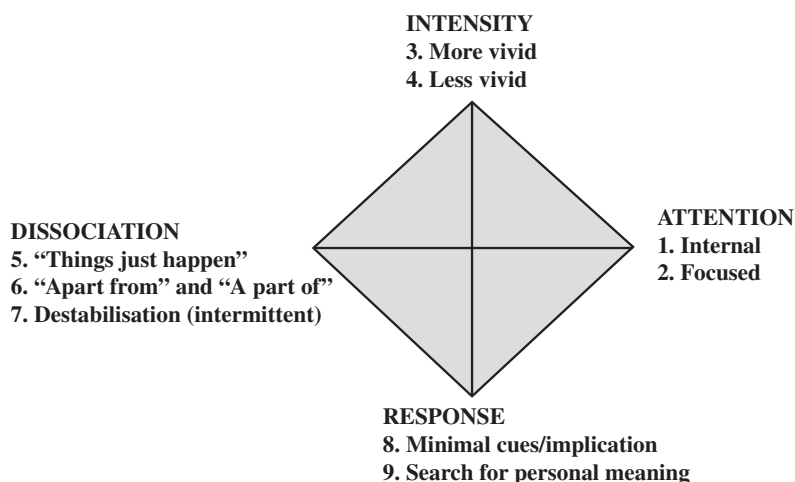 INTENSITY
3. More vivid
4. Less vivid
DISSOCIATION
5. “Things just happen”
6. “Apart from” and “A part of”
7. Destabilisation (intermittent)
ATTENTION
1. Internal
2. Focused
RESPONSE
8. Minimal cues/implication
9. Search for personal meaning